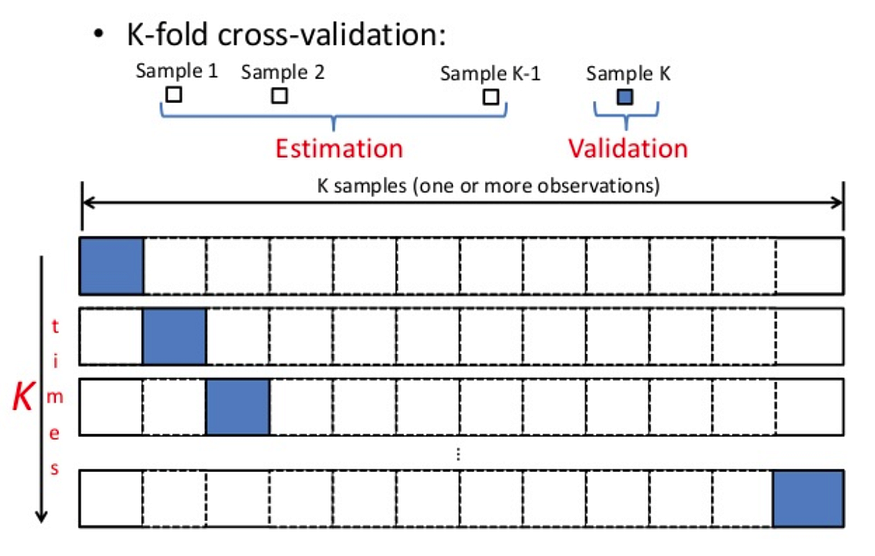 • K-fold cross-validation:
Sample 1 Sample 2 Sample K-1 Sample K
Estimation Validation
K samples (one or more observations)
K
t
i
m
e
s
⋮